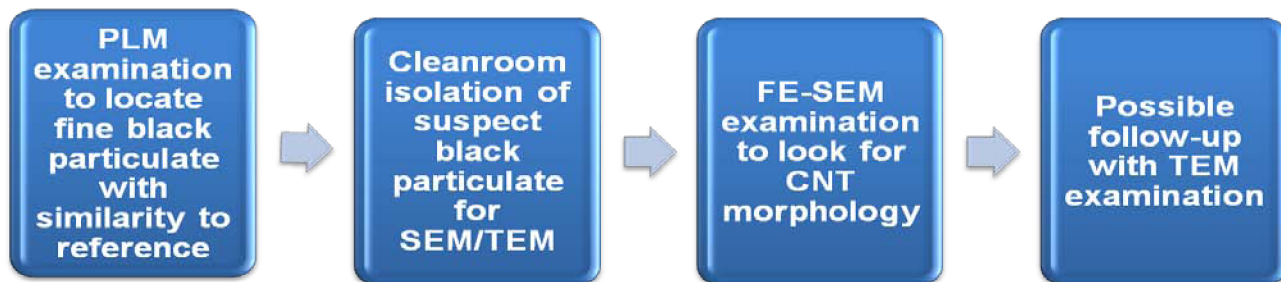 PLM
examination
to locate
fine black
particulate
with
similarity to
reference
Cleanroom
isolation of
suspect
black
particulate
for
SEM/TEM
FE-SEM
examination
to look for
CNT
morphology
Possible
follow-up
with TEM
examination